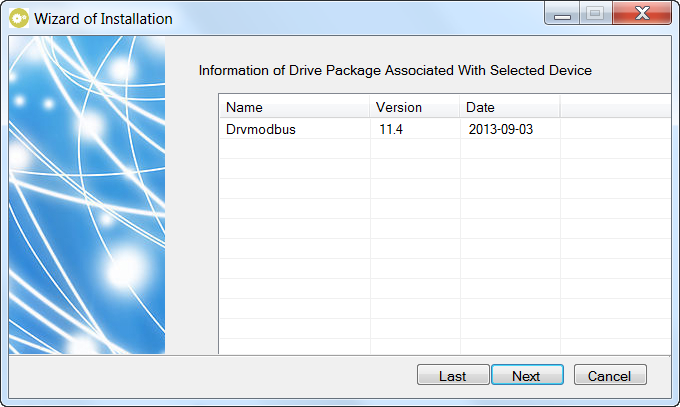 Wizard of Installation
Information of Drive Package Associated With Selected Device
Name Version Date
Drvmodbus 11.4 2013-09-03
Last Next Cancel